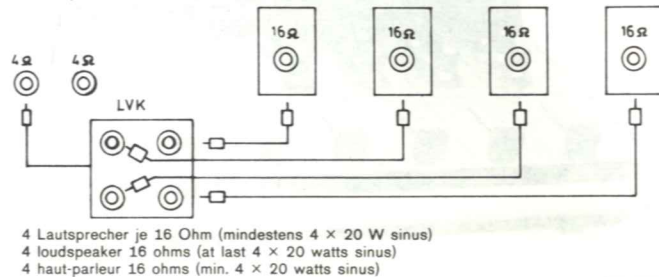 16Ω 16Ω 16Ω 16Ω
4Ω 4Ω
LVK
4 Lautsprecher je 16 Ohm (mindestens 4 × 20 W sinus)
4 loudspeaker 16 ohms (at last 4 × 20 watts sinus)
4 haut-parleur 16 ohms (min. 4 × 20 watts sinus)